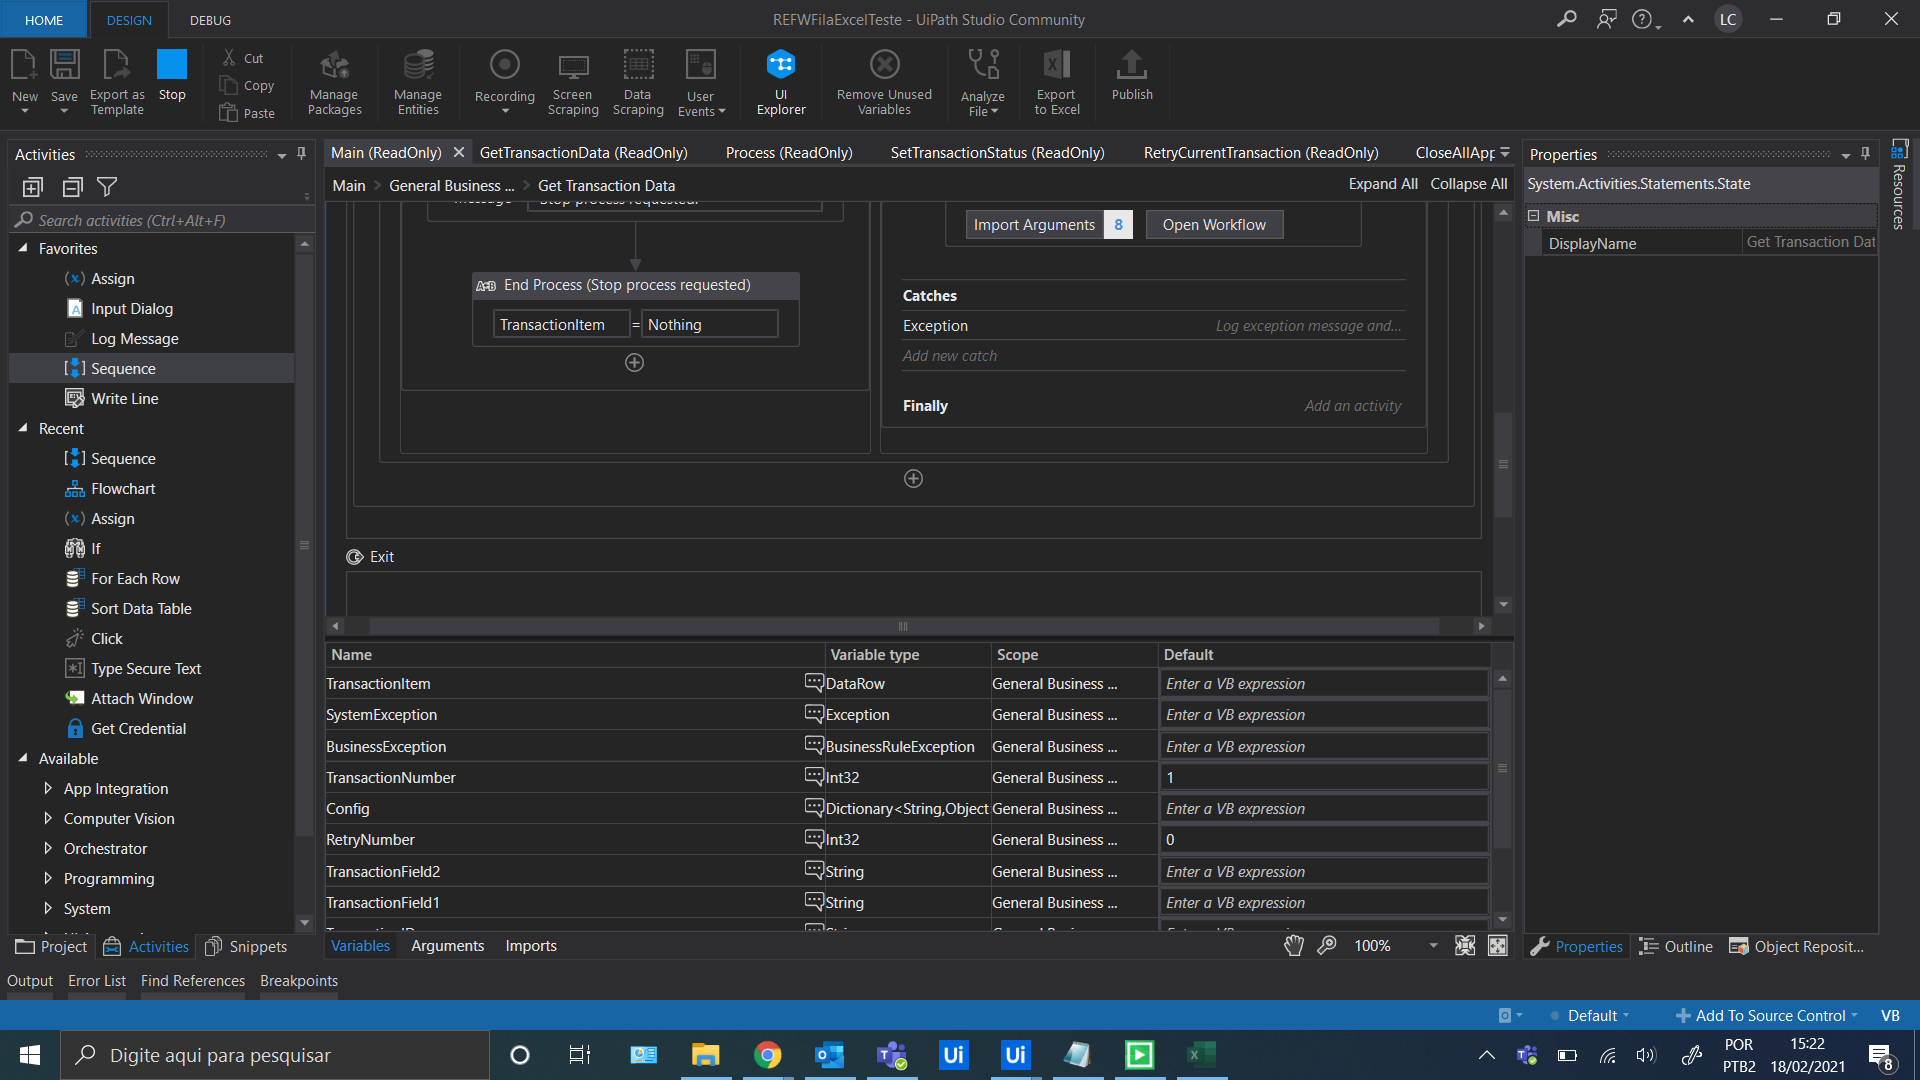 HOME
DESIGN
DEBUG
REFWFilaExcelTeste - UiPath Studio Community
LC
New
Save
Export as Template
Stop
Cut
Copy
Paste
Manage Packages
Manage Entities
Recording
Screen Scraping
Data Scraping
User Events
UI Explorer
Remove Unused Variables
Analyze File
Export to Excel
Publish
Activities
Search activities (Ctrl+Alt+F)
Favorites
Assign
Input Dialog
Log Message
Sequence
Write Line
Recent
Sequence
Flowchart
Assign
If
For Each Row
Sort Data Table
Click
Type Secure Text
Attach Window
Get Credential
Available
App Integration
Computer Vision
Orchestrator
Programming
System
Project
Activities
Snippets
Main (ReadOnly)
GetTransactionData (ReadOnly)
Process (ReadOnly)
SetTransactionStatus (ReadOnly)
RetryCurrentTransaction (ReadOnly)
CloseAllApp
Main > General Business ... > Get Transaction Data
Expand All
Collapse All
Message
Stop process requested.
End Process (Stop process requested)
TransactionItem = Nothing
Import Arguments 8
Open Workflow
Catches
Exception
Log exception message and...
Add new catch
Finally
Add an activity
Exit
Name Variable type Scope Default
TransactionItem DataRow General Business ... Enter a VB expression
SystemException Exception General Business ... Enter a VB expression
BusinessException BusinessRuleException General Business ... Enter a VB expression
TransactionNumber Int32 General Business ... 1
Config Dictionary<String,Object General Business ... Enter a VB expression
RetryNumber Int32 General Business ... 0
TransactionField2 String General Business ... Enter a VB expression
TransactionField1 String General Business ... Enter a VB expression
Variables
Arguments
Imports
100%
Properties
System.Activities.Statements.State
Misc
DisplayName
Get Transaction Dat
Resources
Properties
Outline
Object Reposit...
Output
Error List
Find References
Breakpoints
Default
Add To Source Control
VB
Digite aqui para pesquisar
Ui
Ui
POR
PTB2
15:22
18/02/2021
8